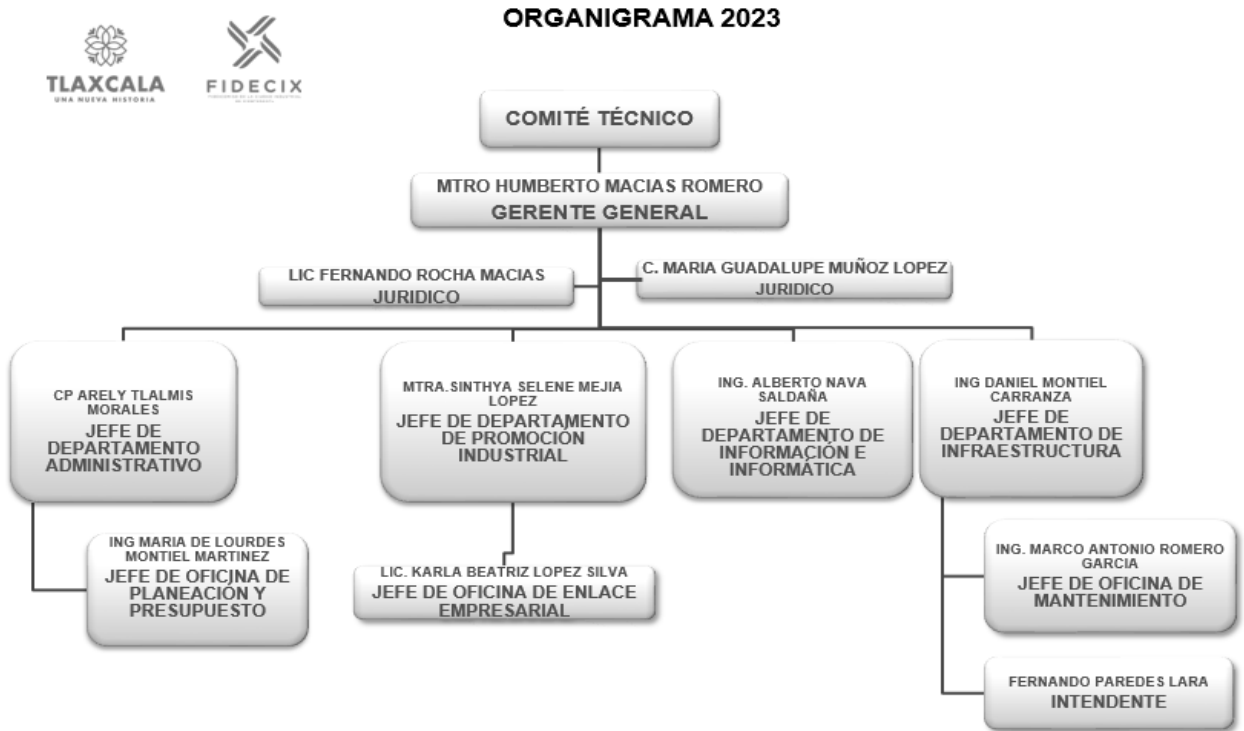 ORGANIGRAMA 2023
TLAXCALA
UNA NUEVA HISTORIA
FIDECIX
COMITÉ TÉCNICO
MTRO HUMBERTO MACIAS ROMERO
GERENTE GENERAL
LIC FERNANDO ROCHA MACIAS
JURIDICO
C. MARIA GUADALUPE MUÑOZ LOPEZ
JURIDICO
CP ARELY TLALMIS
MORALES
JEFE DE
DEPARTAMENTO
ADMINISTRATIVO
MTRA.SINTHYA SELENE MEJIA
LOPEZ
JEFE DE DEPARTAMENTO
DE PROMOCIÓN
INDUSTRIAL
ING. ALBERTO NAVA
SALDAÑA
JEFE DE
DEPARTAMENTO DE
INFORMACIÓN E
INFORMÁTICA
ING DANIEL MONTIEL
CARRANZA
JEFE DE
DEPARTAMENTO DE
INFRAESTRUCTURA
ING MARIA DE LOURDES
MONTIEL MARTINEZ
JEFE DE OFICINA DE
PLANEACIÓN Y
PRESUPUESTO
LIC. KARLA BEATRIZ LOPEZ SILVA
JEFE DE OFICINA DE ENLACE
EMPRESARIAL
ING. MARCO ANTONIO ROMERO
GARCIA
JEFE DE OFICINA DE
MANTENIMIENTO
FERNANDO PAREDES LARA
INTENDENTE